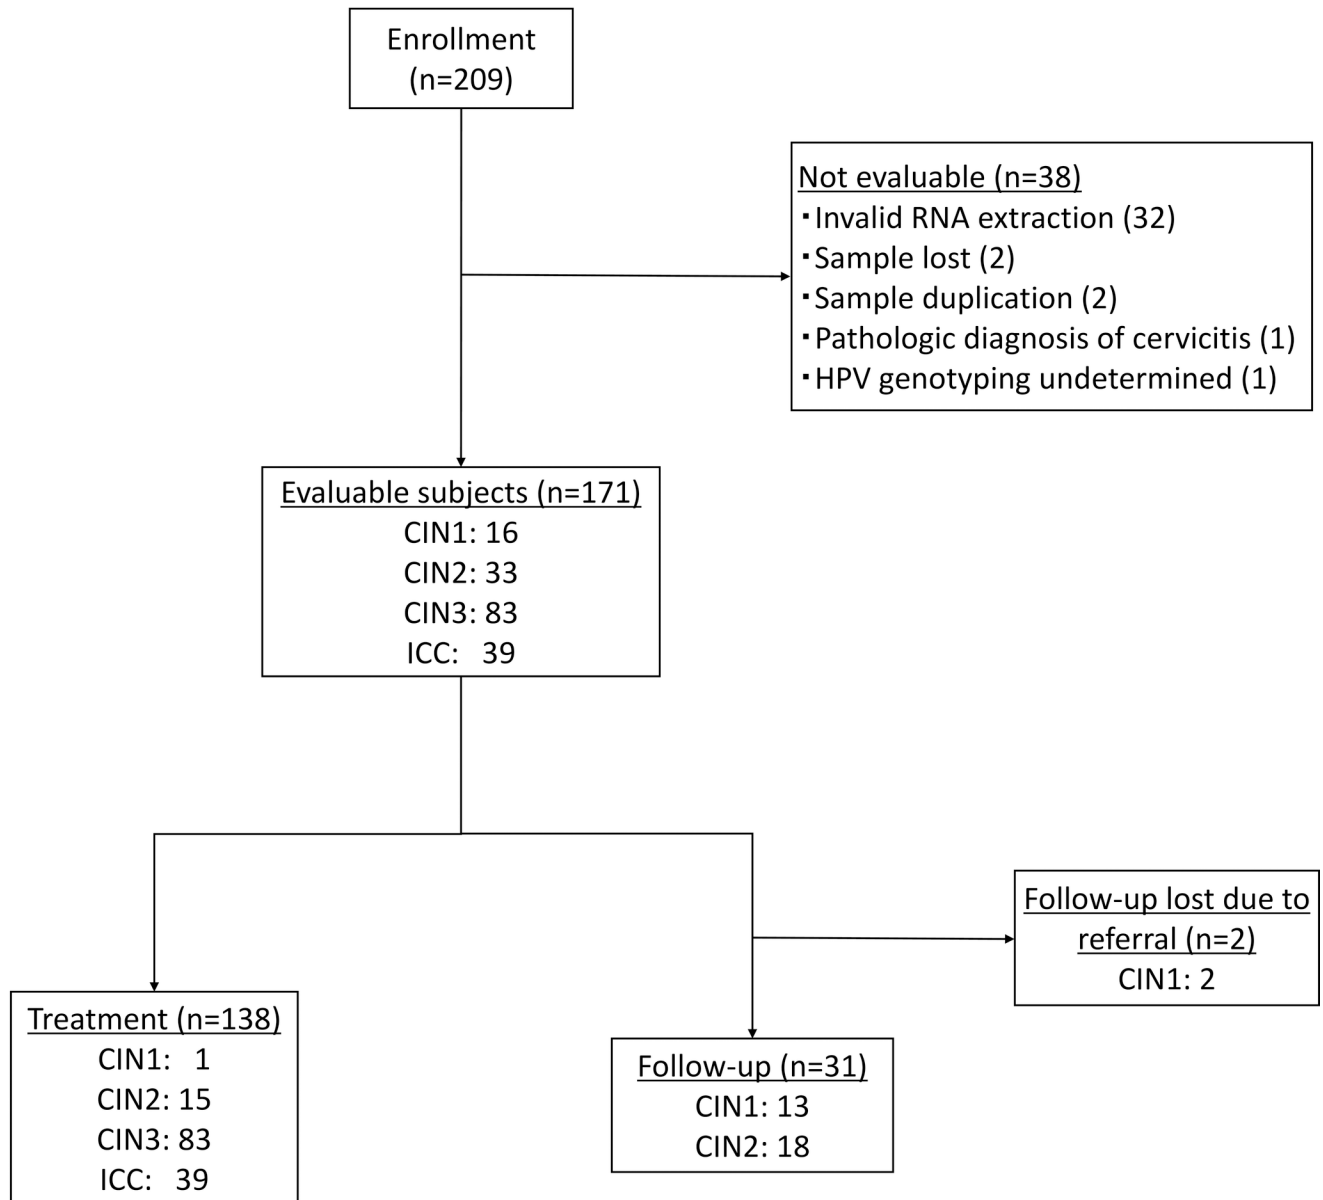 Enrollment
(n=209)
Not evaluable (n=38)
･Invalid RNA extraction (32)
･Sample lost (2)
･Sample duplication (2)
･Pathologic diagnosis of cervicitis (1)
･HPV genotyping undetermined (1)
Evaluable subjects (n=171)
CIN1: 16
CIN2: 33
CIN3: 83
ICC: 39
Follow-up lost due to
referral (n=2)
CIN1: 2
Treatment (n=138)
CIN1: 1
CIN2: 15
CIN3: 83
ICC: 39
Follow-up (n=31)
CIN1: 13
CIN2: 18